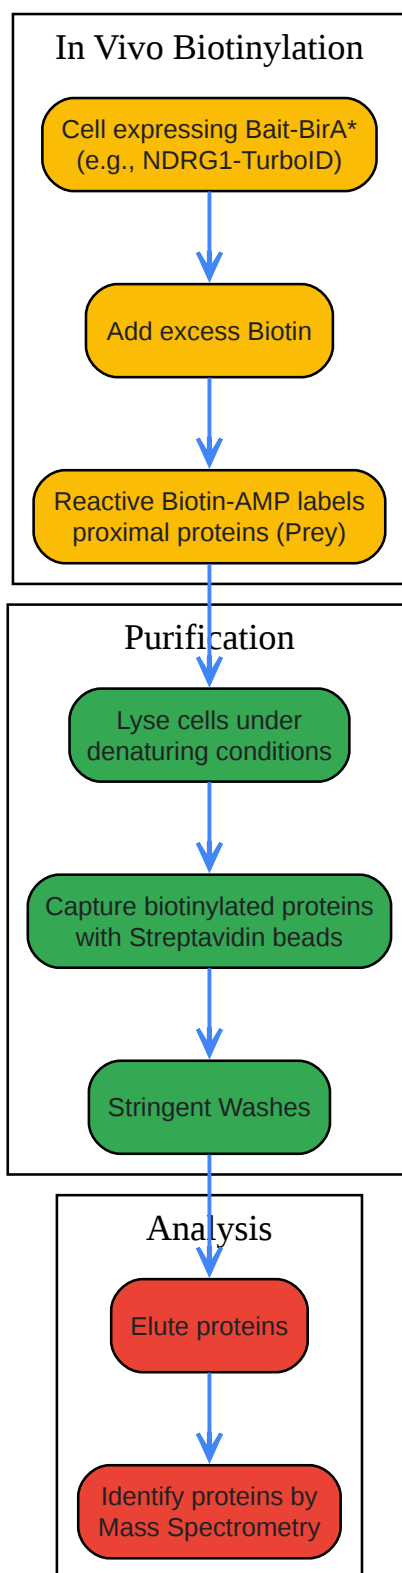 In Vivo Biotinylation
Cell expressing Bait-BirA*
(e.g., NDRG1-TurboID)
Add excess Biotin
Reactive Biotin-AMP labels
proximal proteins (Prey)
Purification
Lyse cells under
denaturing conditions
Capture biotinylated proteins
with Streptavidin beads
Stringent Washes
Analysis
Elute proteins
Identify proteins by
Mass Spectrometry